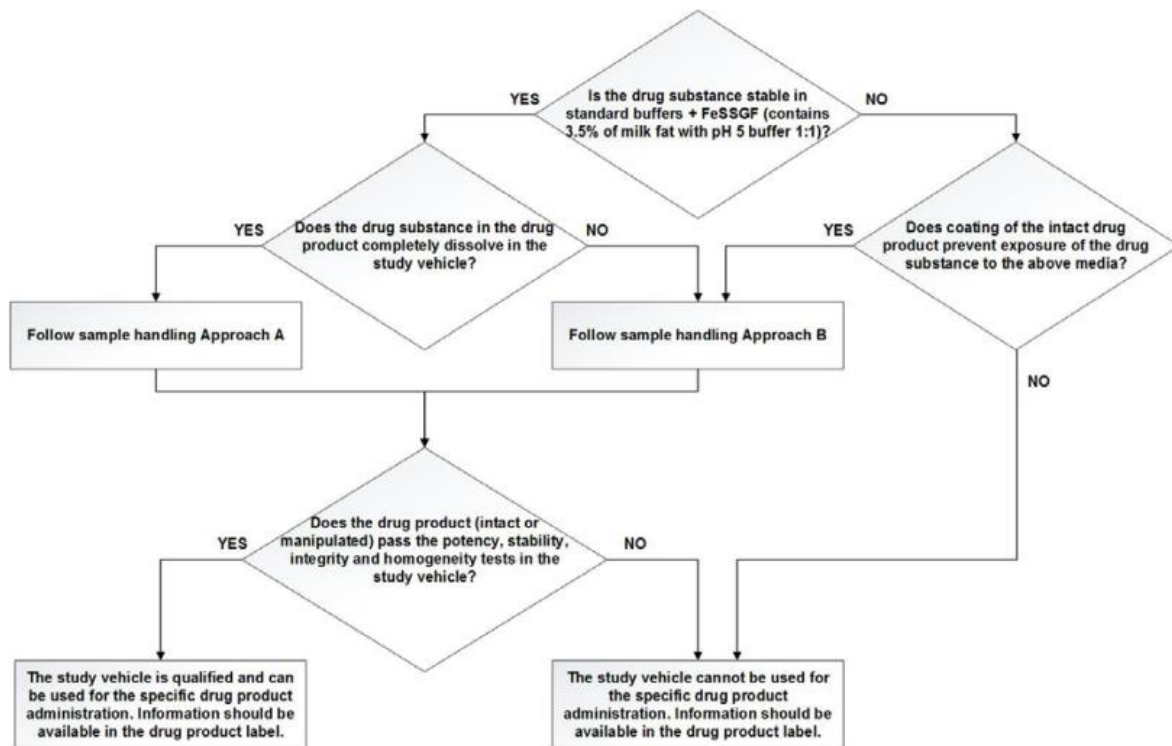 Is the drug substance stable in
standard buffers + FeSSGF (contains
3.5% of milk fat with pH 5 buffer 1:1)?
YES
NO
Does the drug substance in the drug
product completely dissolve in the
study vehicle?
YES
NO
Does coating of the intact drug
product prevent exposure of the drug
substance to the above media?
YES
NO
Follow sample handling Approach A
Follow sample handling Approach B
Does the drug product (intact or
manipulated) pass the potency, stability,
integrity and homogeneity tests in the
study vehicle?
YES
NO
The study vehicle is qualified and can
be used for the specific drug product
administration. Information should be
available in the drug product label.
The study vehicle cannot be used for
the specific drug product
administration. Information should be
available in the drug product label.